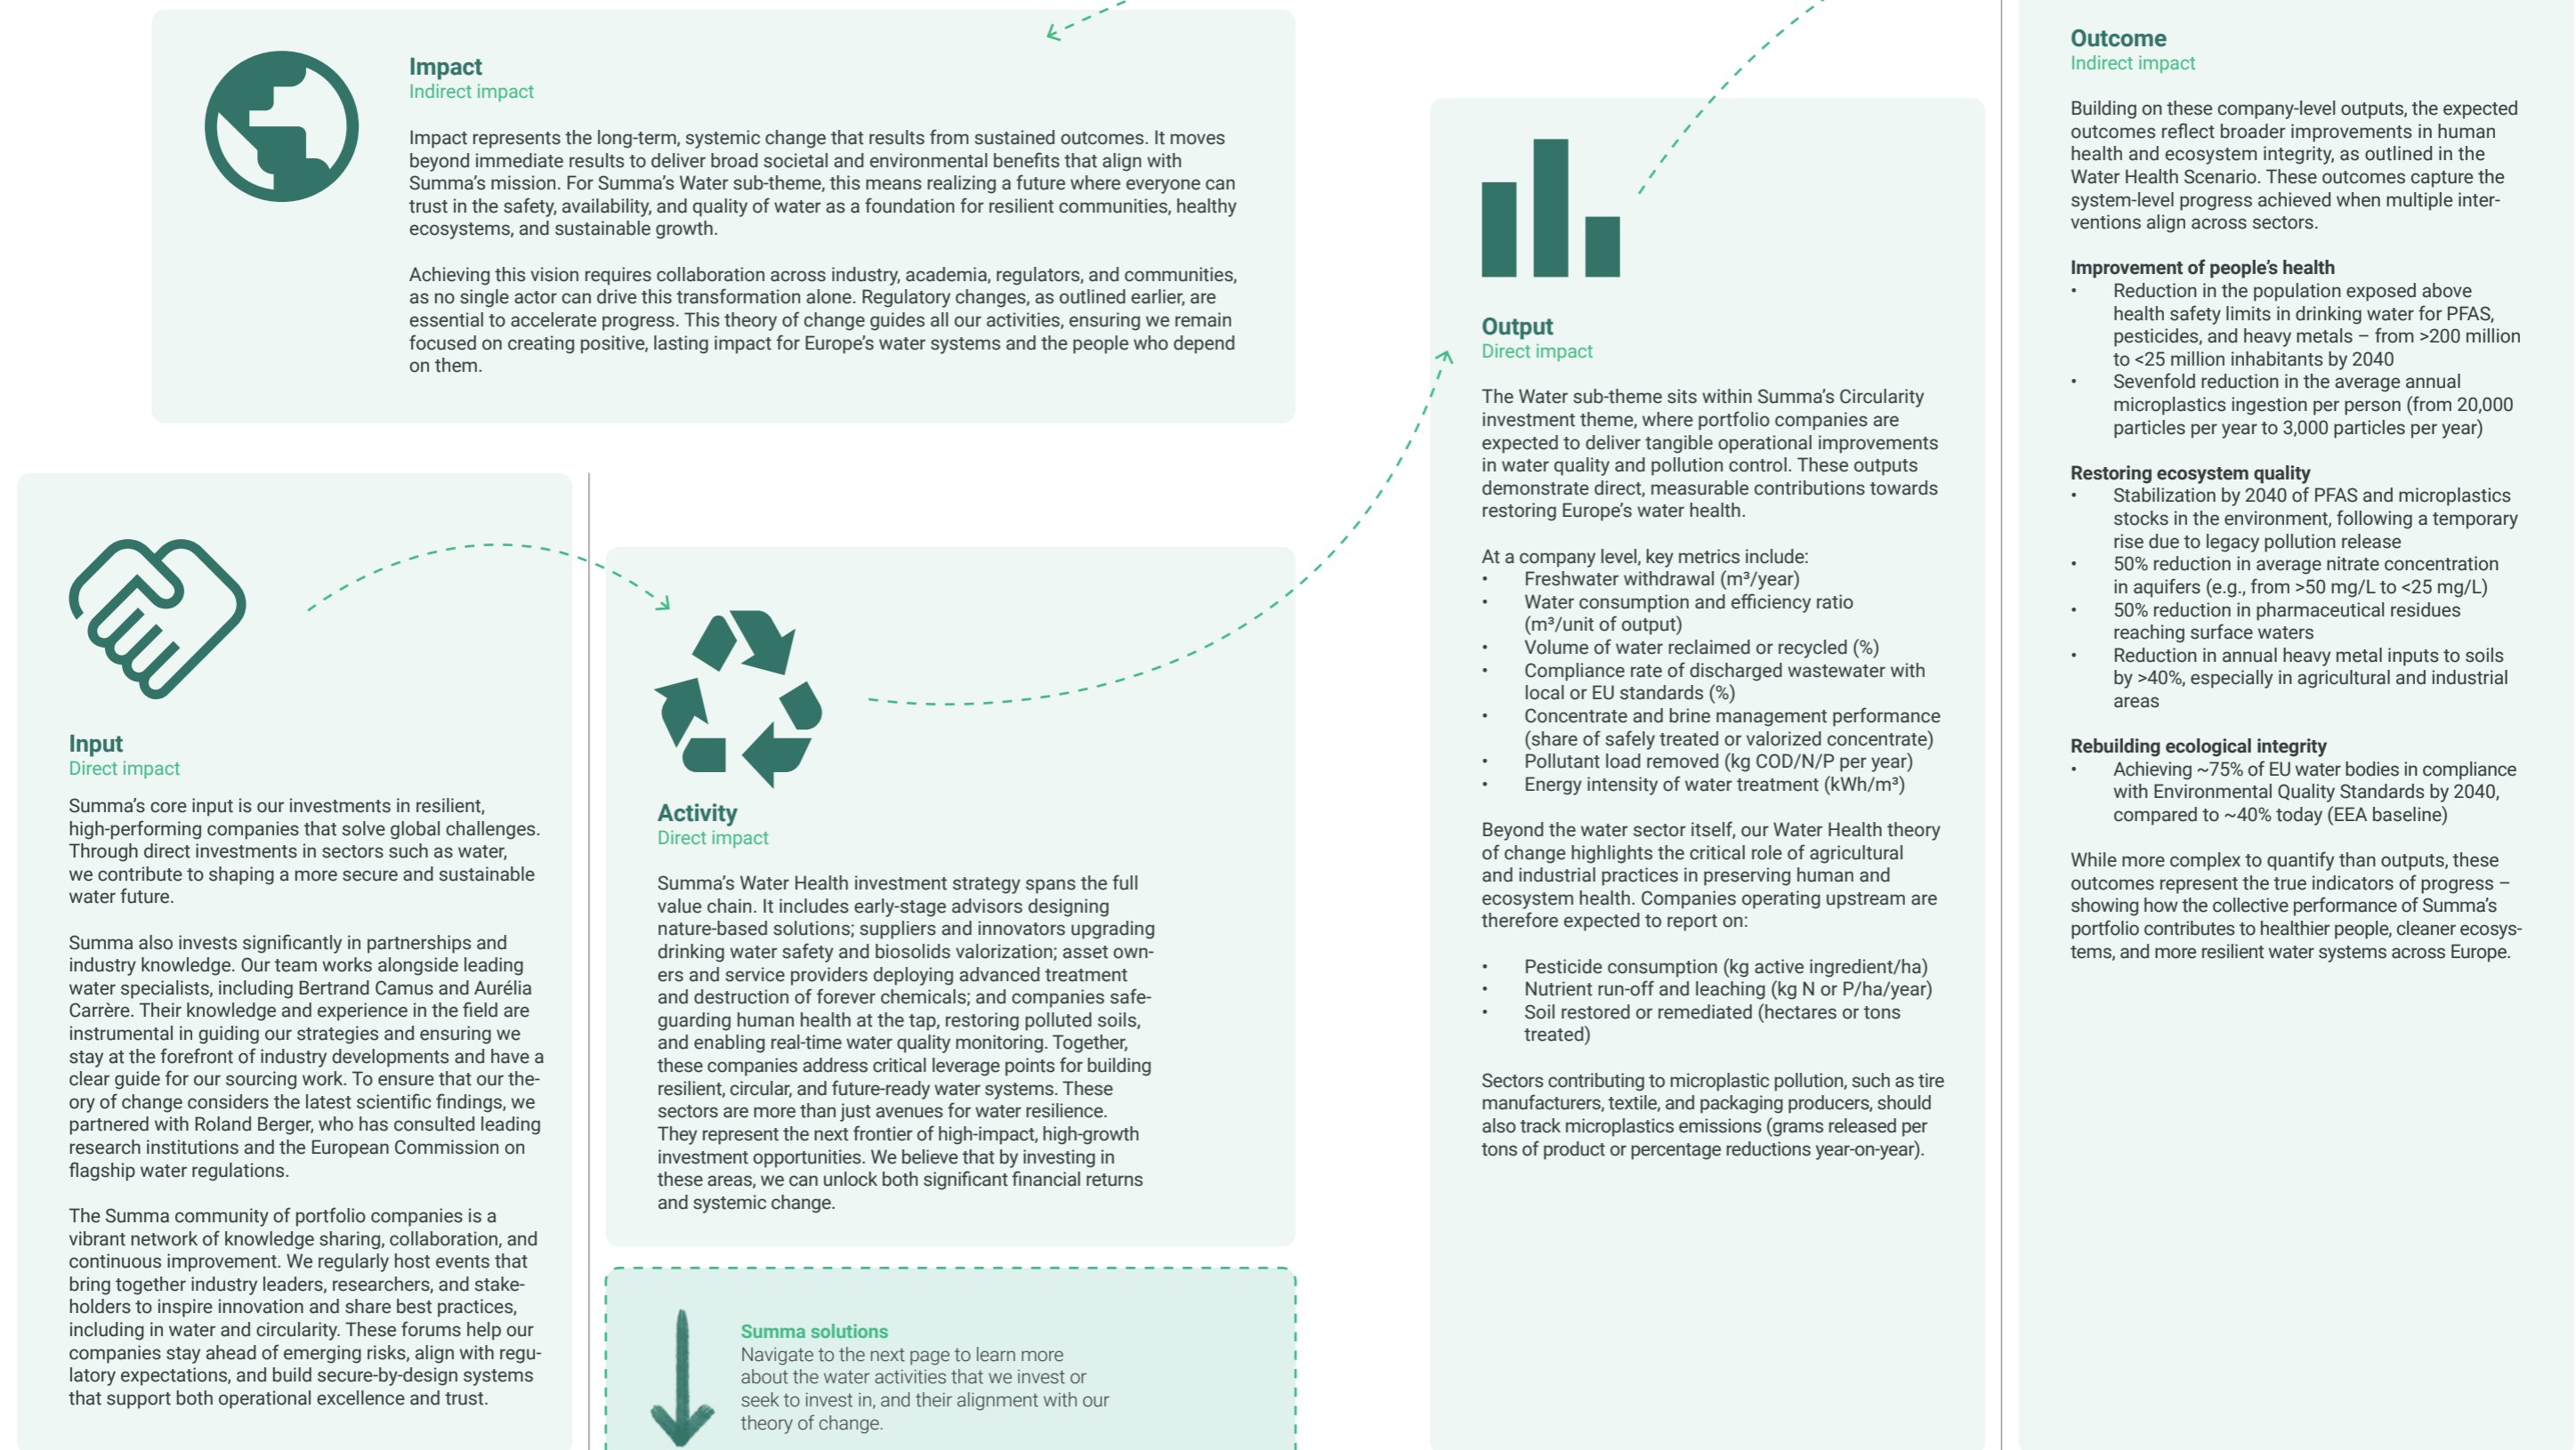 Impact
Indirect impact
Impact represents the long-term, systemic change that results from sustained outcomes. It moves
beyond immediate results to deliver broad societal and environmental benefits that align with
Summa’s mission. For Summa’s Water sub-theme, this means realizing a future where everyone can
trust in the safety, availability, and quality of water as a foundation for resilient communities, healthy
ecosystems, and sustainable growth.
Achieving this vision requires collaboration across industry, academia, regulators, and communities,
as no single actor can drive this transformation alone. Regulatory changes, as outlined earlier, are
essential to accelerate progress. This theory of change guides all our activities, ensuring we remain
focused on creating positive, lasting impact for Europe’s water systems and the people who depend
on them.
Input
Direct impact
Summa’s core input is our investments in resilient,
high-performing companies that solve global challenges.
Through direct investments in sectors such as water,
we contribute to shaping a more secure and sustainable
water future.
Summa also invests significantly in partnerships and
industry knowledge. Our team works alongside leading
water specialists, including Bertrand Camus and Aurélia
Carrère. Their knowledge and experience in the field are
instrumental in guiding our strategies and ensuring we
stay at the forefront of industry developments and have a
clear guide for our sourcing work. To ensure that our the-
ory of change considers the latest scientific findings, we
partnered with Roland Berger, who has consulted leading
research institutions and the European Commission on
flagship water regulations.
The Summa community of portfolio companies is a
vibrant network of knowledge sharing, collaboration, and
continuous improvement. We regularly host events that
bring together industry leaders, researchers, and stake-
holders to inspire innovation and share best practices,
including in water and circularity. These forums help our
companies stay ahead of emerging risks, align with regu-
latory expectations, and build secure-by-design systems
that support both operational excellence and trust.
Activity
Direct impact
Summa’s Water Health investment strategy spans the full
value chain. It includes early-stage advisors designing
nature-based solutions; suppliers and innovators upgrading
drinking water safety and biosolids valorization; asset own-
ers and service providers deploying advanced treatment
and destruction of forever chemicals; and companies safe-
guarding human health at the tap, restoring polluted soils,
and enabling real-time water quality monitoring. Together,
these companies address critical leverage points for building
resilient, circular, and future-ready water systems. These
sectors are more than just avenues for water resilience.
They represent the next frontier of high-impact, high-growth
investment opportunities. We believe that by investing in
these areas, we can unlock both significant financial returns
and systemic change.
Summa solutions
Navigate to the next page to learn more
about the water activities that we invest or
seek to invest in, and their alignment with our
theory of change.
Output
Direct impact
The Water sub-theme sits within Summa’s Circularity
investment theme, where portfolio companies are
expected to deliver tangible operational improvements
in water quality and pollution control. These outputs
demonstrate direct, measurable contributions towards
restoring Europe’s water health.
At a company level, key metrics include:
• Freshwater withdrawal (m³/year)
• Water consumption and efficiency ratio
(m³/unit of output)
• Volume of water reclaimed or recycled (%)
• Compliance rate of discharged wastewater with
local or EU standards (%)
• Concentrate and brine management performance
(share of safely treated or valorized concentrate)
• Pollutant load removed (kg COD/N/P per year)
• Energy intensity of water treatment (kWh/m³)
Beyond the water sector itself, our Water Health theory
of change highlights the critical role of agricultural
and industrial practices in preserving human and
ecosystem health. Companies operating upstream are
therefore expected to report on:
• Pesticide consumption (kg active ingredient/ha)
• Nutrient run-off and leaching (kg N or P/ha/year)
• Soil restored or remediated (hectares or tons
treated)
Sectors contributing to microplastic pollution, such as tire
manufacturers, textile, and packaging producers, should
also track microplastics emissions (grams released per
tons of product or percentage reductions year-on-year).
Outcome
Indirect impact
Building on these company-level outputs, the expected
outcomes reflect broader improvements in human
health and ecosystem integrity, as outlined in the
Water Health Scenario. These outcomes capture the
system-level progress achieved when multiple inter-
ventions align across sectors.
Improvement of people’s health
• Reduction in the population exposed above
health safety limits in drinking water for PFAS,
pesticides, and heavy metals – from >200 million
to <25 million inhabitants by 2040
• Sevenfold reduction in the average annual
microplastics ingestion per person (from 20,000
particles per year to 3,000 particles per year)
Restoring ecosystem quality
• Stabilization by 2040 of PFAS and microplastics
stocks in the environment, following a temporary
rise due to legacy pollution release
• 50% reduction in average nitrate concentration
in aquifers (e.g., from >50 mg/L to <25 mg/L)
• 50% reduction in pharmaceutical residues
reaching surface waters
• Reduction in annual heavy metal inputs to soils
by >40%, especially in agricultural and industrial
areas
Rebuilding ecological integrity
• Achieving ~75% of EU water bodies in compliance
with Environmental Quality Standards by 2040,
compared to ~40% today (EEA baseline)
While more complex to quantify than outputs, these
outcomes represent the true indicators of progress –
showing how the collective performance of Summa’s
portfolio contributes to healthier people, cleaner ecosys-
tems, and more resilient water systems across Europe.